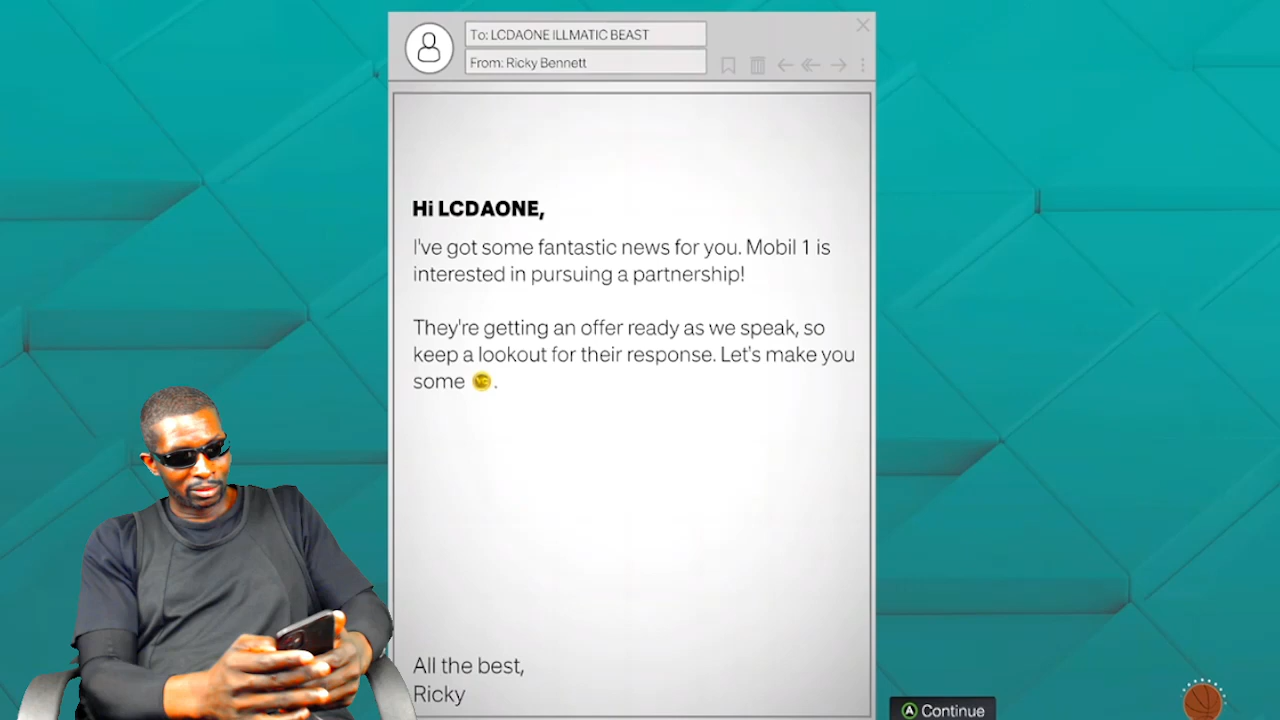 To: LCDAONE ILLMATIC BEAST
From: Ricky Bennett
Hi LCDAONE,
I've got some fantastic news for you. Mobil 1 is
interested in pursuing a partnership!
They're getting an offer ready as we speak, so
keep a lookout for their response. Let's make you
some VC.
All the best,
Ricky
A Continue